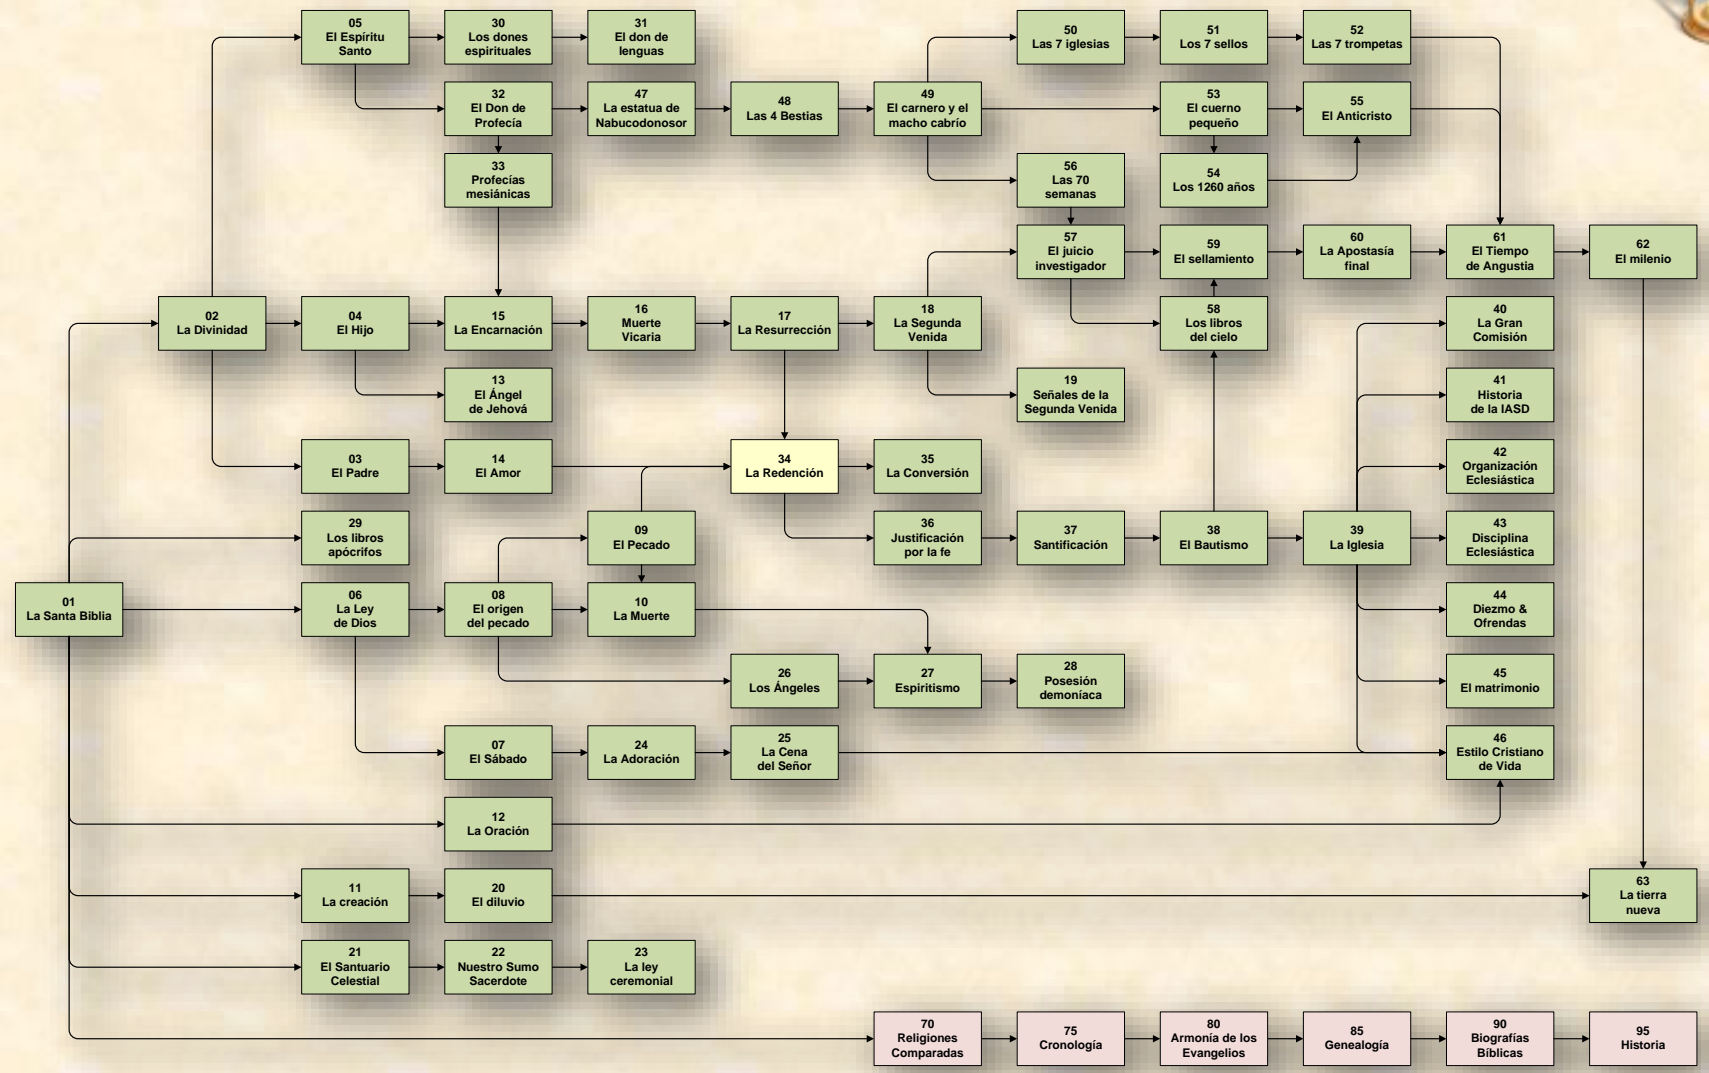 05
El Espíritu
Santo
30
Los dones
espirituales
31
El don de
lenguas
50
Las 7 iglesias
51
Los 7 sellos
52
Las 7 trompetas
32
El Don de
Profecía
47
La estatua de
Nabucodonosor
48
Las 4 Bestias
49
El carnero y el
macho cabrío
53
El cuerno
pequeño
55
El Anticristo
33
Profecías
mesiánicas
56
Las 70
semanas
54
Los 1260 años
57
El juicio
investigador
59
El sellamiento
60
La Apostasía
final
61
El Tiempo
de Angustia
62
El milenio
02
La Divinidad
04
El Hijo
15
La Encarnación
16
Muerte
Vicaria
17
La Resurrección
18
La Segunda
Venida
58
Los libros
del cielo
40
La Gran
Comisión
13
El Ángel
de Jehová
19
Señales de la
Segunda Venida
41
Historia
de la IASD
03
El Padre
14
El Amor
34
La Redención
35
La Conversión
42
Organización
Eclesiástica
29
Los libros
apócrifos
09
El Pecado
36
Justificación
por la fe
37
Santificación
38
El Bautismo
39
La Iglesia
43
Disciplina
Eclesiástica
01
La Santa Biblia
06
La Ley
de Dios
08
El origen
del pecado
10
La Muerte
44
Diezmo &
Ofrendas
26
Los Ángeles
27
Espiritismo
28
Posesión
demoníaca
45
El matrimonio
07
El Sábado
24
La Adoración
25
La Cena
del Señor
46
Estilo Cristiano
de Vida
12
La Oración
11
La creación
20
El diluvio
63
La tierra
nueva
21
El Santuario
Celestial
22
Nuestro Sumo
Sacerdote
23
La ley
ceremonial
70
Religiones
Comparadas
75
Cronología
80
Armonía de los
Evangelios
85
Genealogía
90
Biografías
Bíblicas
95
Historia